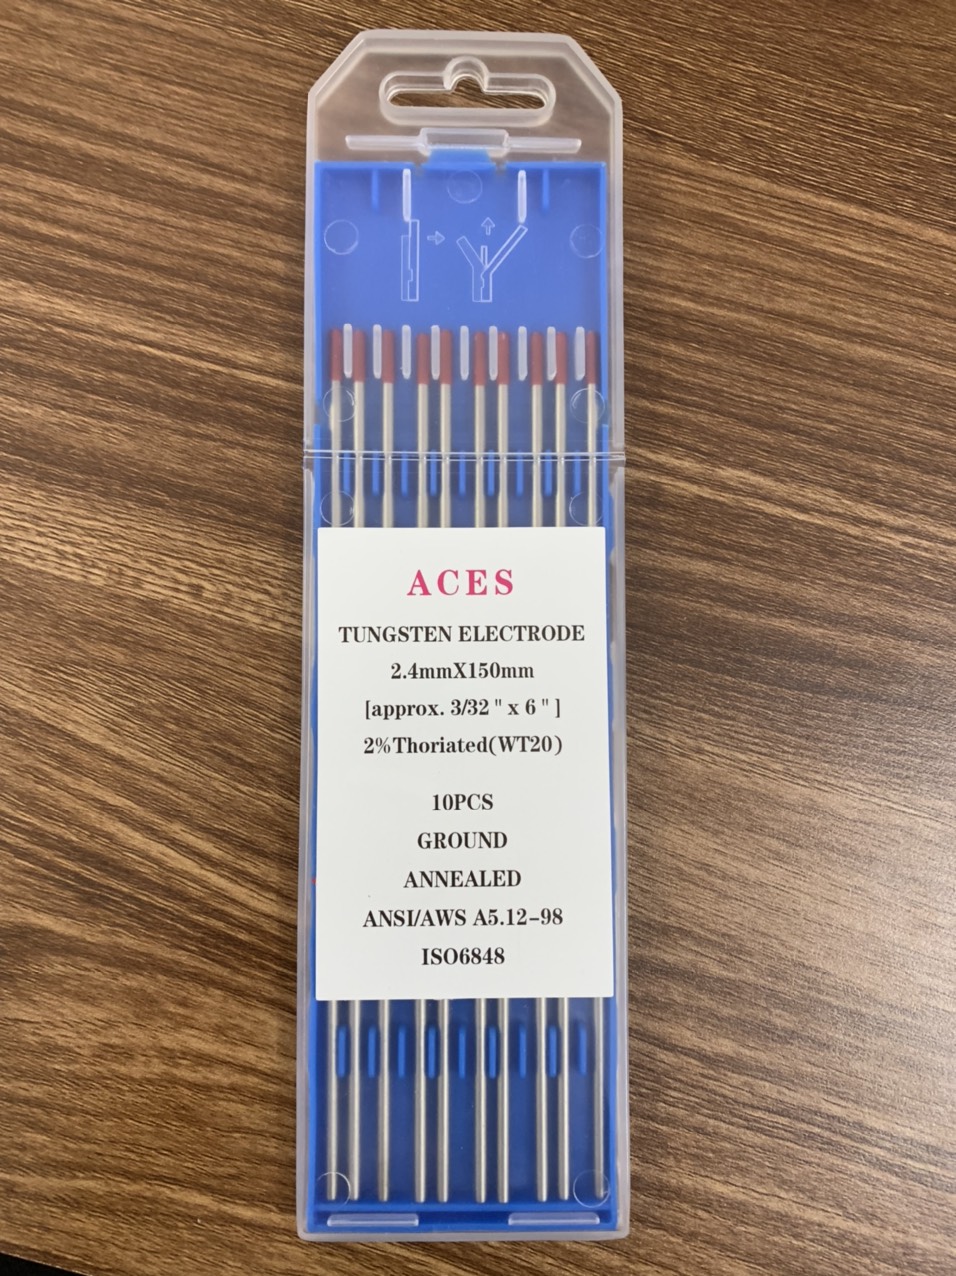 ACES
TUNGSTEN ELECTRODE
2.4mmX150mm
[approx. 3/32 " x 6 " ]
2%Thoriated(WT20)
10PCS
GROUND
ANNEALED
ANSI/AWS A5.12-98
ISO6848